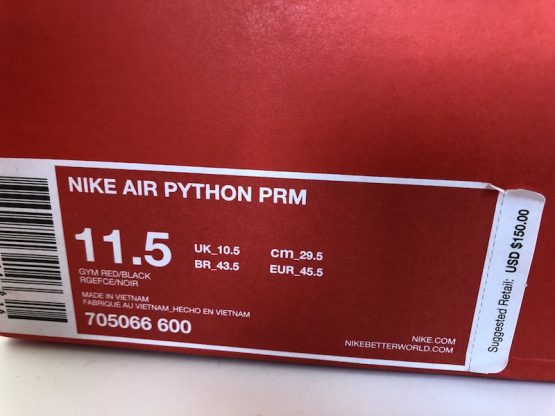 NIKE AIR PYTHON PRM
11.5
UK_10.5
cm_29.5
BR_43.5
EUR_45.5
GYM RED/BLACK
RGEFCE/NOIR
MADE IN VIETNAM
FABRIQUE AU VIETNAM_HECHO EN VIETNAM
705066 600
NIKE.COM
NIKEBETTERWORLD.COM
Suggested Retail: USD $150.00